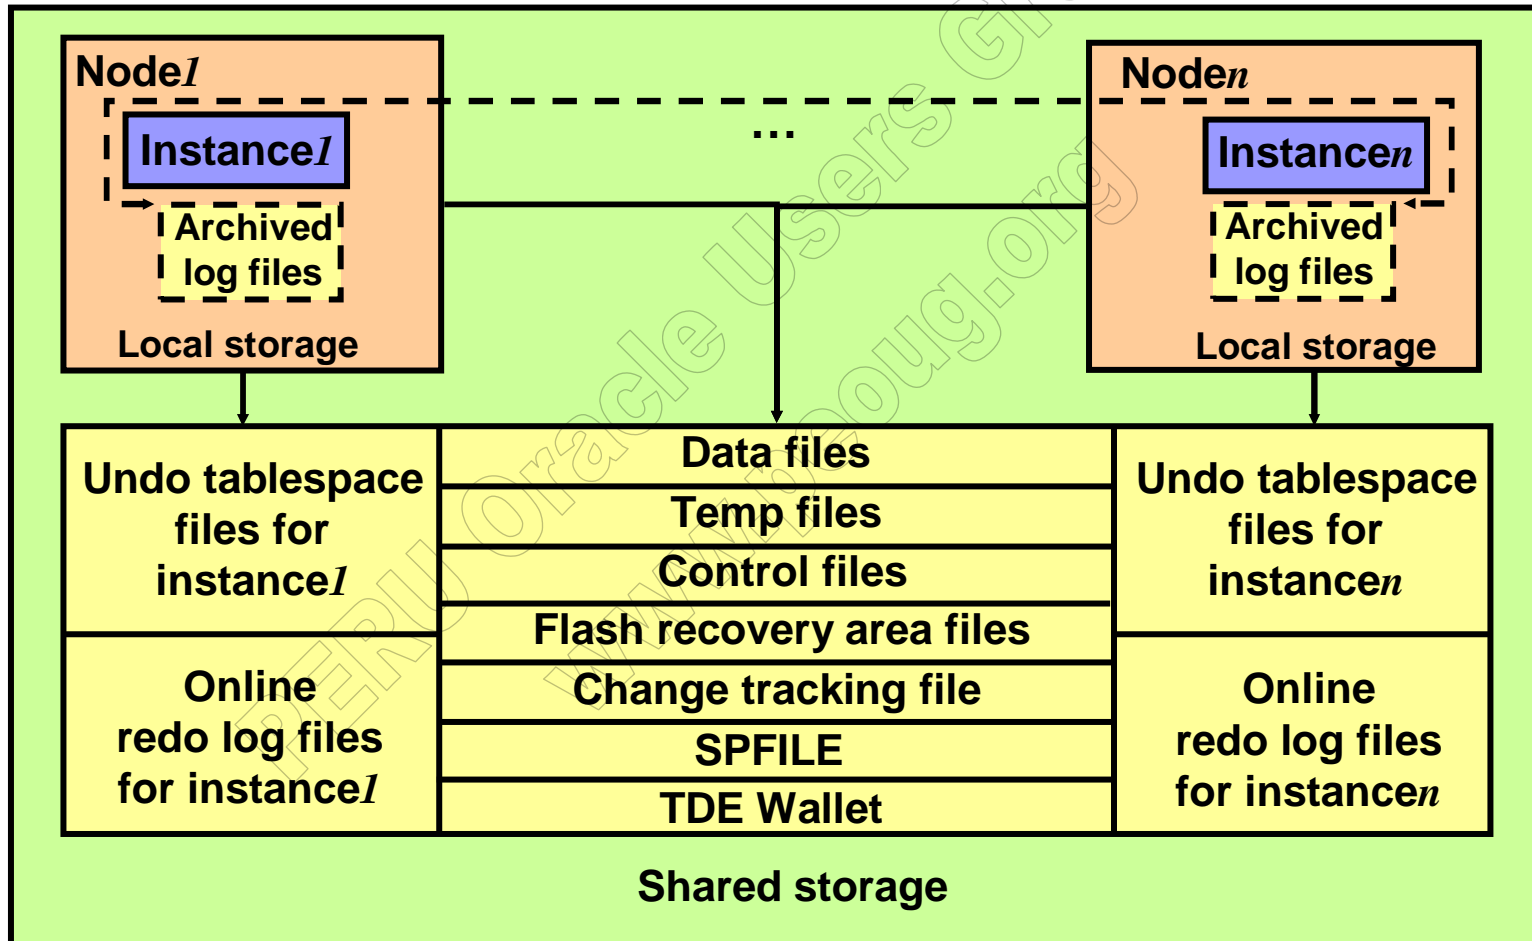 Node1
Noden
...
Instance1
Instancen
Archived
log files
Archived
log files
Local storage
Local storage
Undo tablespace
files for
instance1
Data files
Temp files
Control files
Flash recovery area files
Change tracking file
SPFILE
TDE Wallet
Undo tablespace
files for
instancen
Online
redo log files
for instance1
Online
redo log files
for instancen
Shared storage
PERU Oracle Users
www.peoug.org